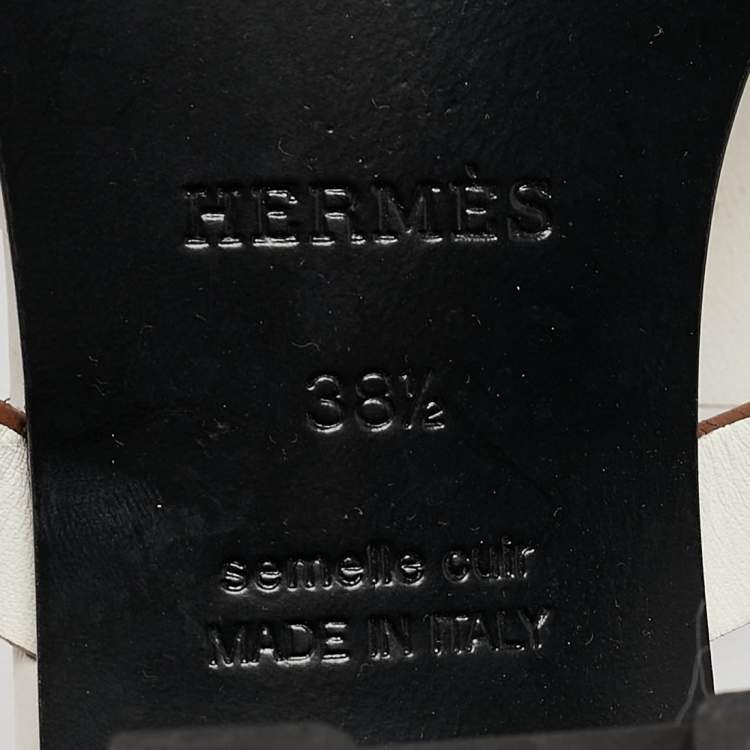 HERMÈS
38½
semelle cuir
MADE IN ITALY